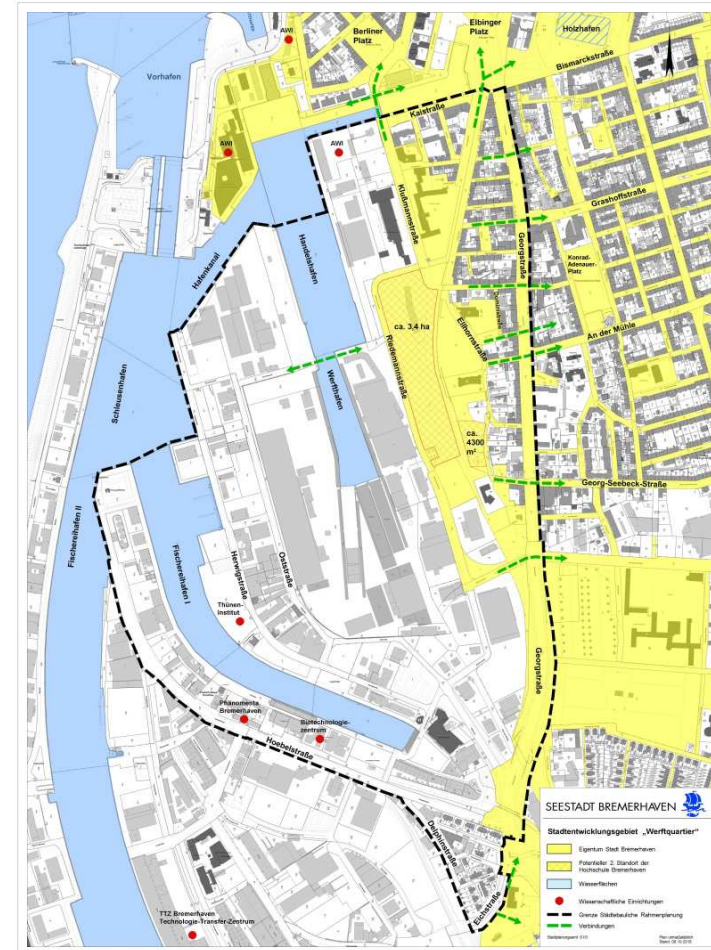 AWI
Berliner
Platz
Elbinger
Platz
Holzhafen
Vorhafen
Bismarckstraße
Kaistraße
AWI
AWI
Klußmannstraße
Grashoffstraße
Georgstraße
Handelshafen
Hafenkanal
Konrad-
Adenauer-
Platz
An der Mühle
Ellhornstraße
ca. 3,4 ha
Riedemannstraße
Schleusenhafen
Werfthafen
ca.
4300
m²
Georg-Seebeck-Straße
Fischereihafen II
Fischereihafen I
Herwigstraße
Oststraße
Thünen-
Institut
Georgstraße
Phänomenta
Bremerhaven
Biotechnologie-
zentrum
Hoebelstraße
Delphinstraße
Eichstraße
TTZ Bremerhaven
Technologie-Transfer-Zentrum
SEESTADT BREMERHAVEN
Stadtentwicklungsgebiet „Werftquartier"
Eigentum Stadt Bremerhaven
Potentieller 2. Standort der
Hochschule Bremerhaven
Wasserflächen
Wissenschaftliche Einrichtungen
Grenze Städtebauliche Rahmenplanung
Verbindungen